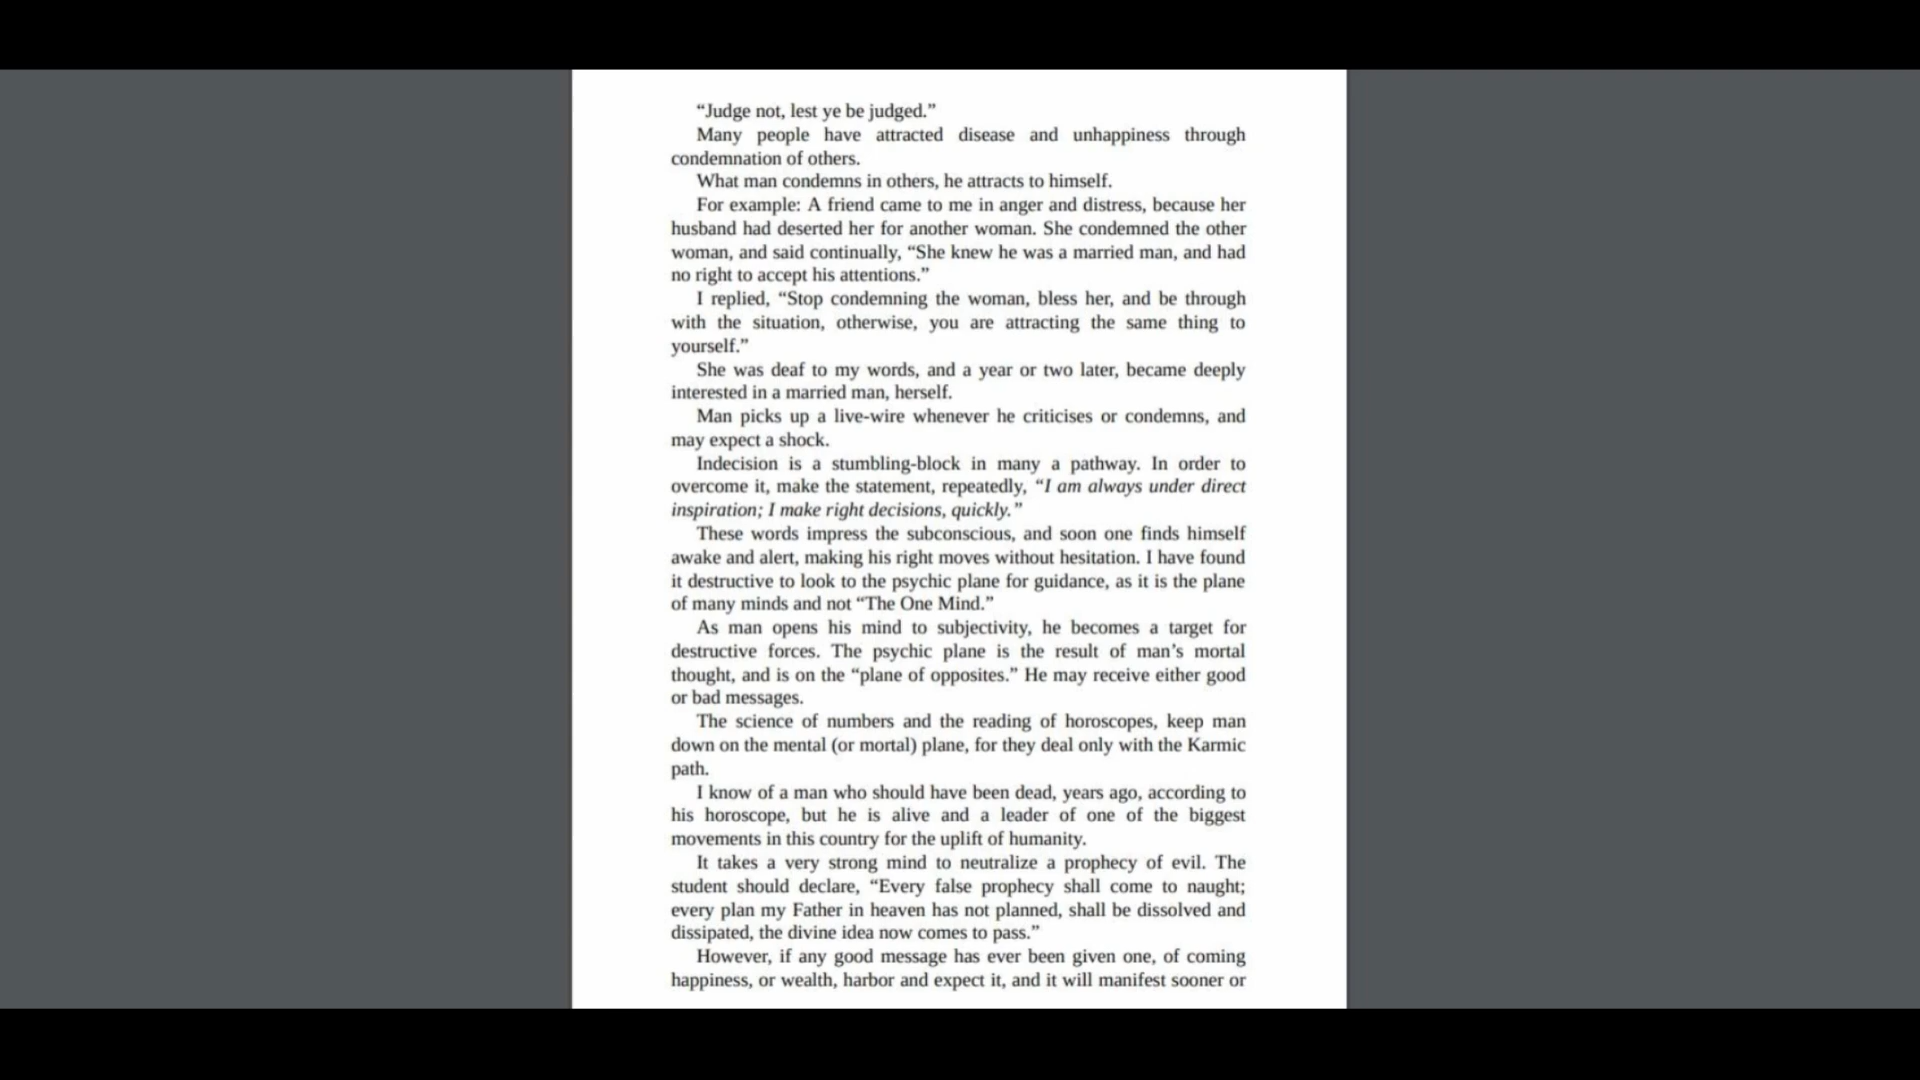 “Judge not, lest ye be judged.”
Many people have attracted disease and unhappiness through
condemnation of others.
What man condemns in others, he attracts to himself.
For example: A friend came to me in anger and distress, because her
husband had deserted her for another woman. She condemned the other
woman, and said continually, “She knew he was a married man, and had
no right to accept his attentions.”
I replied, “Stop condemning the woman, bless her, and be through
with the situation, otherwise, you are attracting the same thing to
yourself.”
She was deaf to my words, and a year or two later, became deeply
interested in a married man, herself.
Man picks up a live-wire whenever he criticises or condemns, and
may expect a shock.
Indecision is a stumbling-block in many a pathway. In order to
overcome it, make the statement, repeatedly, “I am always under direct
inspiration; I make right decisions, quickly.”
These words impress the subconscious, and soon one finds himself
awake and alert, making his right moves without hesitation. I have found
it destructive to look to the psychic plane for guidance, as it is the plane
of many minds and not “The One Mind.”
As man opens his mind to subjectivity, he becomes a target for
destructive forces. The psychic plane is the result of man’s mortal
thought, and is on the “plane of opposites.” He may receive either good
or bad messages.
The science of numbers and the reading of horoscopes, keep man
down on the mental (or mortal) plane, for they deal only with the Karmic
path.
I know of a man who should have been dead, years ago, according to
his horoscope, but he is alive and a leader of one of the biggest
movements in this country for the uplift of humanity.
It takes a very strong mind to neutralize a prophecy of evil. The
student should declare, “Every false prophecy shall come to naught;
every plan my Father in heaven has not planned, shall be dissolved and
dissipated, the divine idea now comes to pass.”
However, if any good message has ever been given one, of coming
happiness, or wealth, harbor and expect it, and it will manifest sooner or